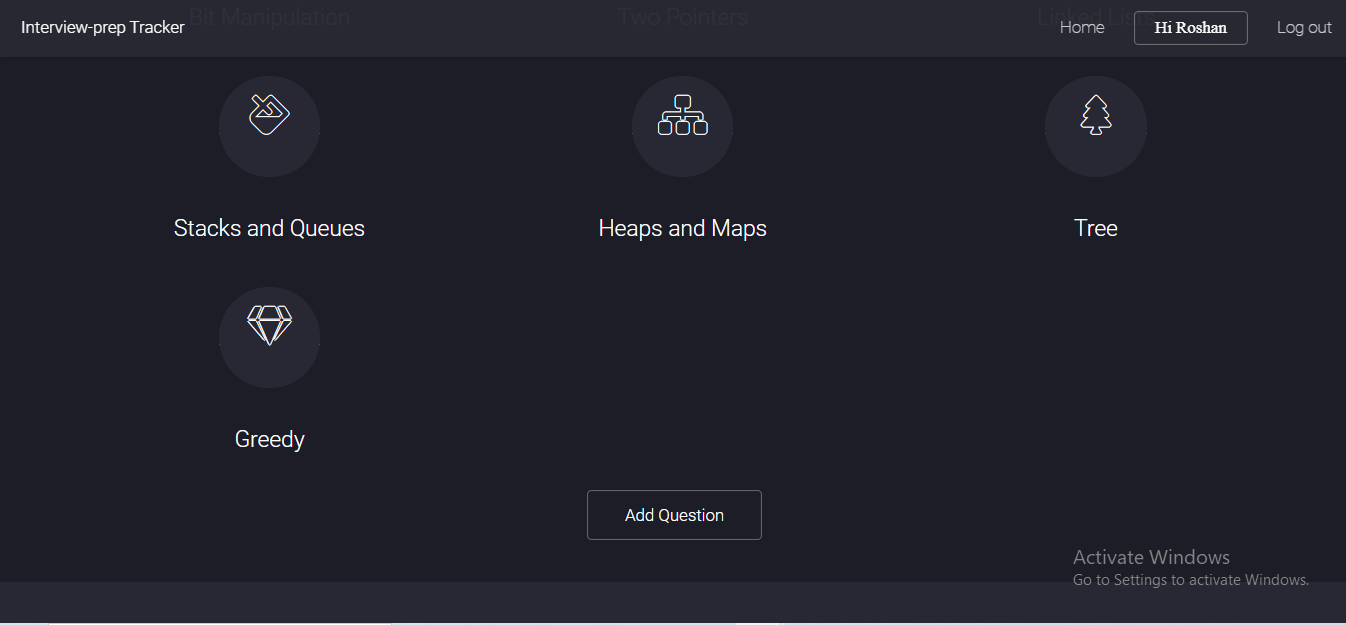 Bit Manipulation
Two Pointers
Linked Lists
Interview-prep Tracker
Home
Hi Roshan
Log out
Stacks and Queues
Heaps and Maps
Tree
Greedy
Add Question
Activate Windows
Go to Settings to activate Windows.